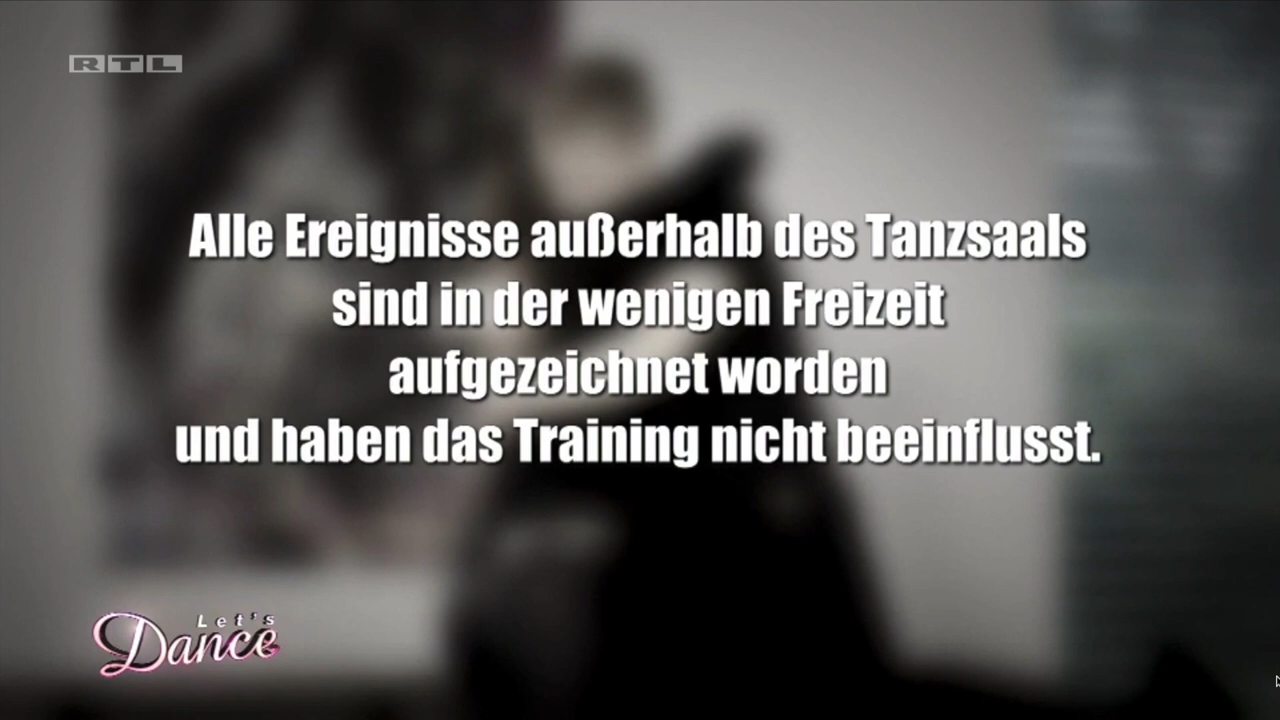 RTL
Alle Ereignisse außerhalb des Tanzsaals
sind in der wenigen Freizeit
aufgezeichnet worden
und haben das Training nicht beeinflusst.
Let's
Dance